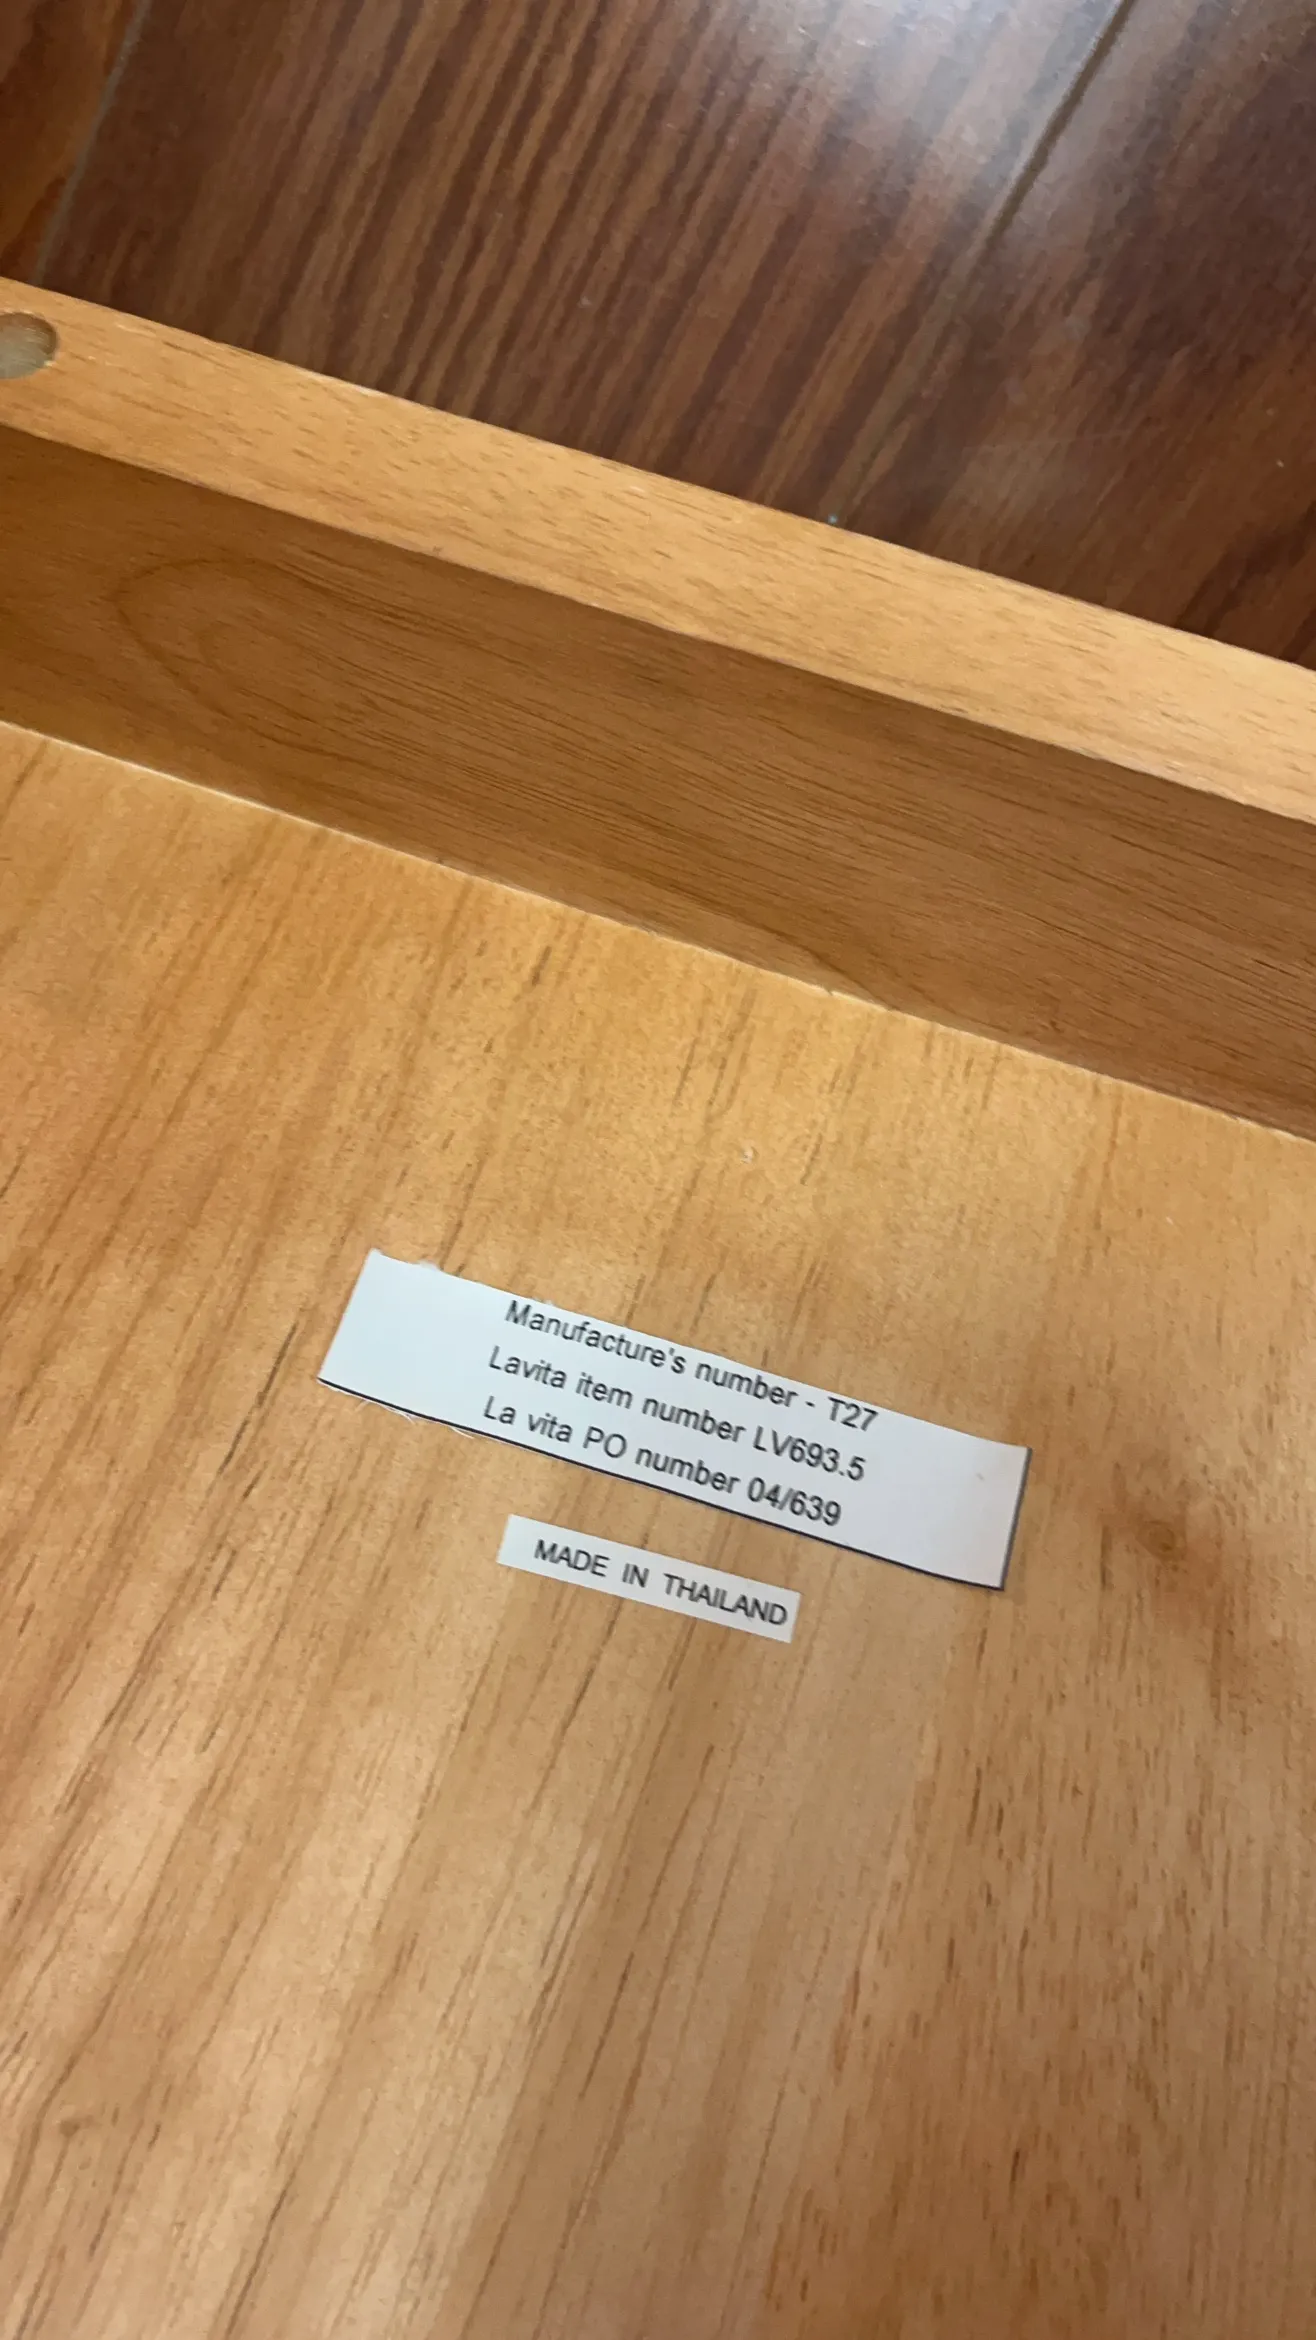 Manufacture's number - T27
Lavita item number LV693.5
La vita PO number 04/639
MADE IN THAILAND